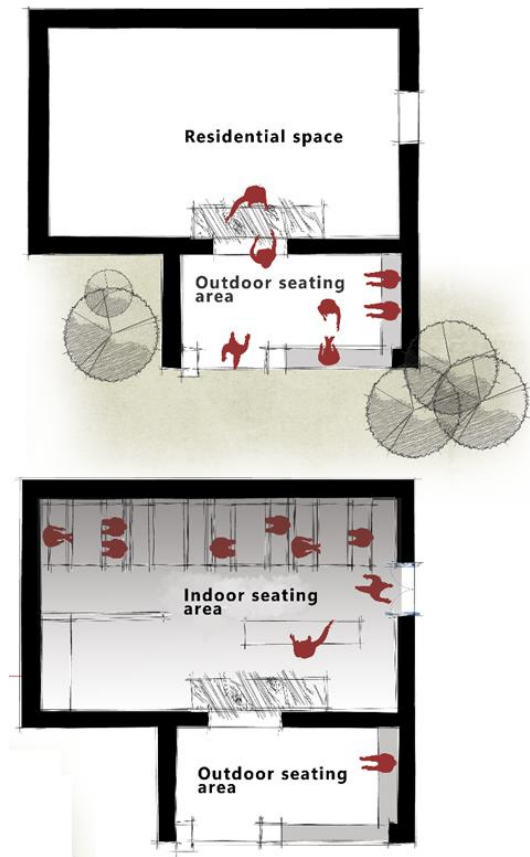 Residential space
Outdoor seating
area
Indoor seating
area
Outdoor seating
area